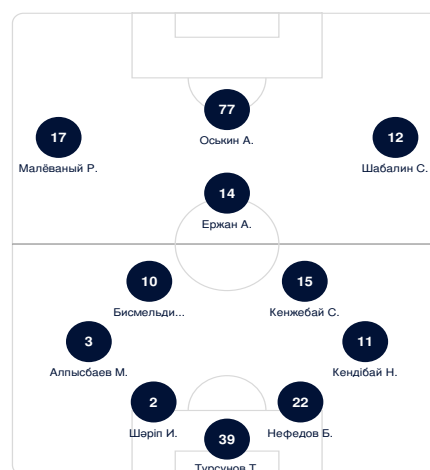 77
Оськин А.
17
Малёваный Р.
12
Шабалин С.
14
Ержан А.
10
Бисмельди...
15
Кенжебай С.
3
Алпысбаев М.
11
Кендібай Н.
2
Шәріп И.
22
Нефедов Б.
39
Турсунов Т.